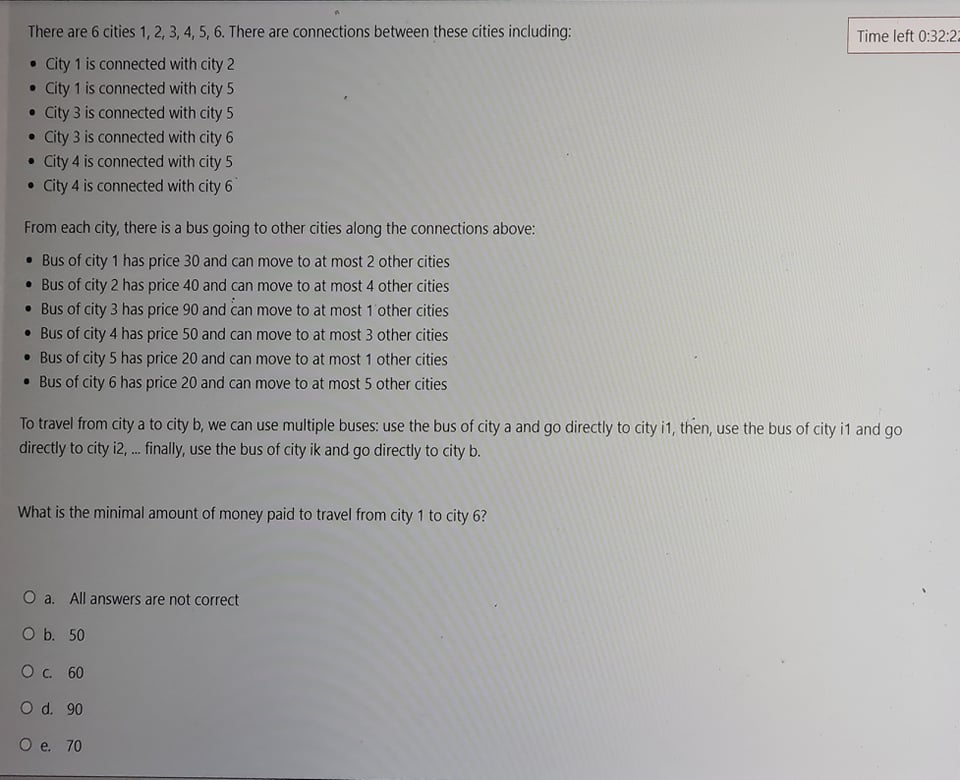 There are 6 cities 1, 2, 3, 4, 5, 6. There are connections between these cities including:
Time left 0:32:22
• City 1 is connected with city 2
• City 1 is connected with city 5
• City 3 is connected with city 5
• City 3 is connected with city 6
• City 4 is connected with city 5
• City 4 is connected with city 6
From each city, there is a bus going to other cities along the connections above:
• Bus of city 1 has price 30 and can move to at most 2 other cities
• Bus of city 2 has price 40 and can move to at most 4 other cities
• Bus of city 3 has price 90 and can move to at most 1 other cities
• Bus of city 4 has price 50 and can move to at most 3 other cities
• Bus of city 5 has price 20 and can move to at most 1 other cities
• Bus of city 6 has price 20 and can move to at most 5 other cities
To travel from city a to city b, we can use multiple buses: use the bus of city a and go directly to city i1, then, use the bus of city i1 and go
directly to city i2, ... finally, use the bus of city ik and go directly to city b.
What is the minimal amount of money paid to travel from city 1 to city 6?
a. All answers are not correct
b. 50
c. 60
d. 90
e. 70